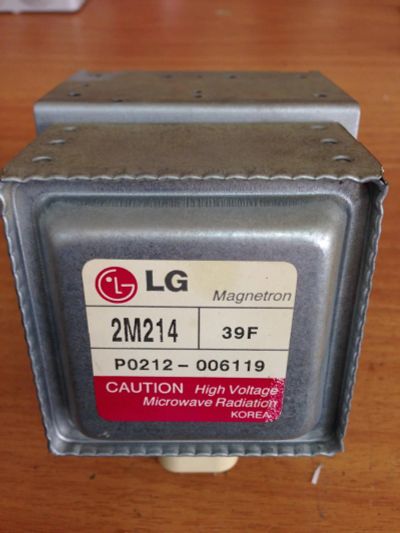 LG Magnetron
2M214 39F
P0212-006119
CAUTION High Voltage
Microwave Radiation
KOREA